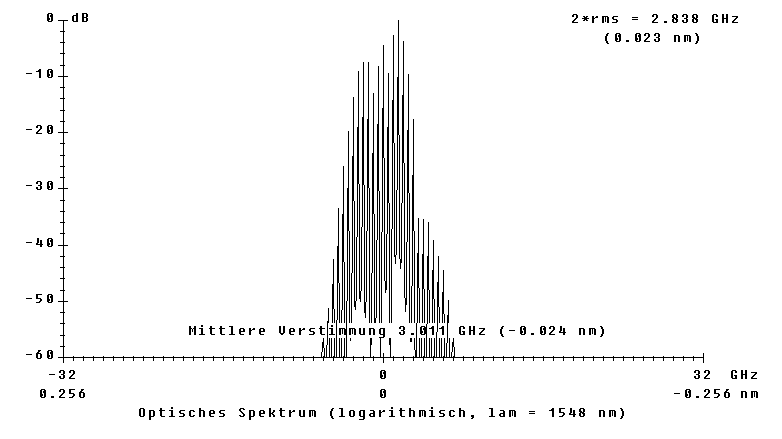 0 dB
2*rms = 2.838 GHz
(0.023 nm)
-10
-20
-30
-40
-50
Mittlere Verstimmung 3.011 GHz (-0.024 nm)
-60
-32 0 32 GHz
0.256 0 -0.256 nm
Optisches Spektrum (logarithmisch, lam = 1548 nm)